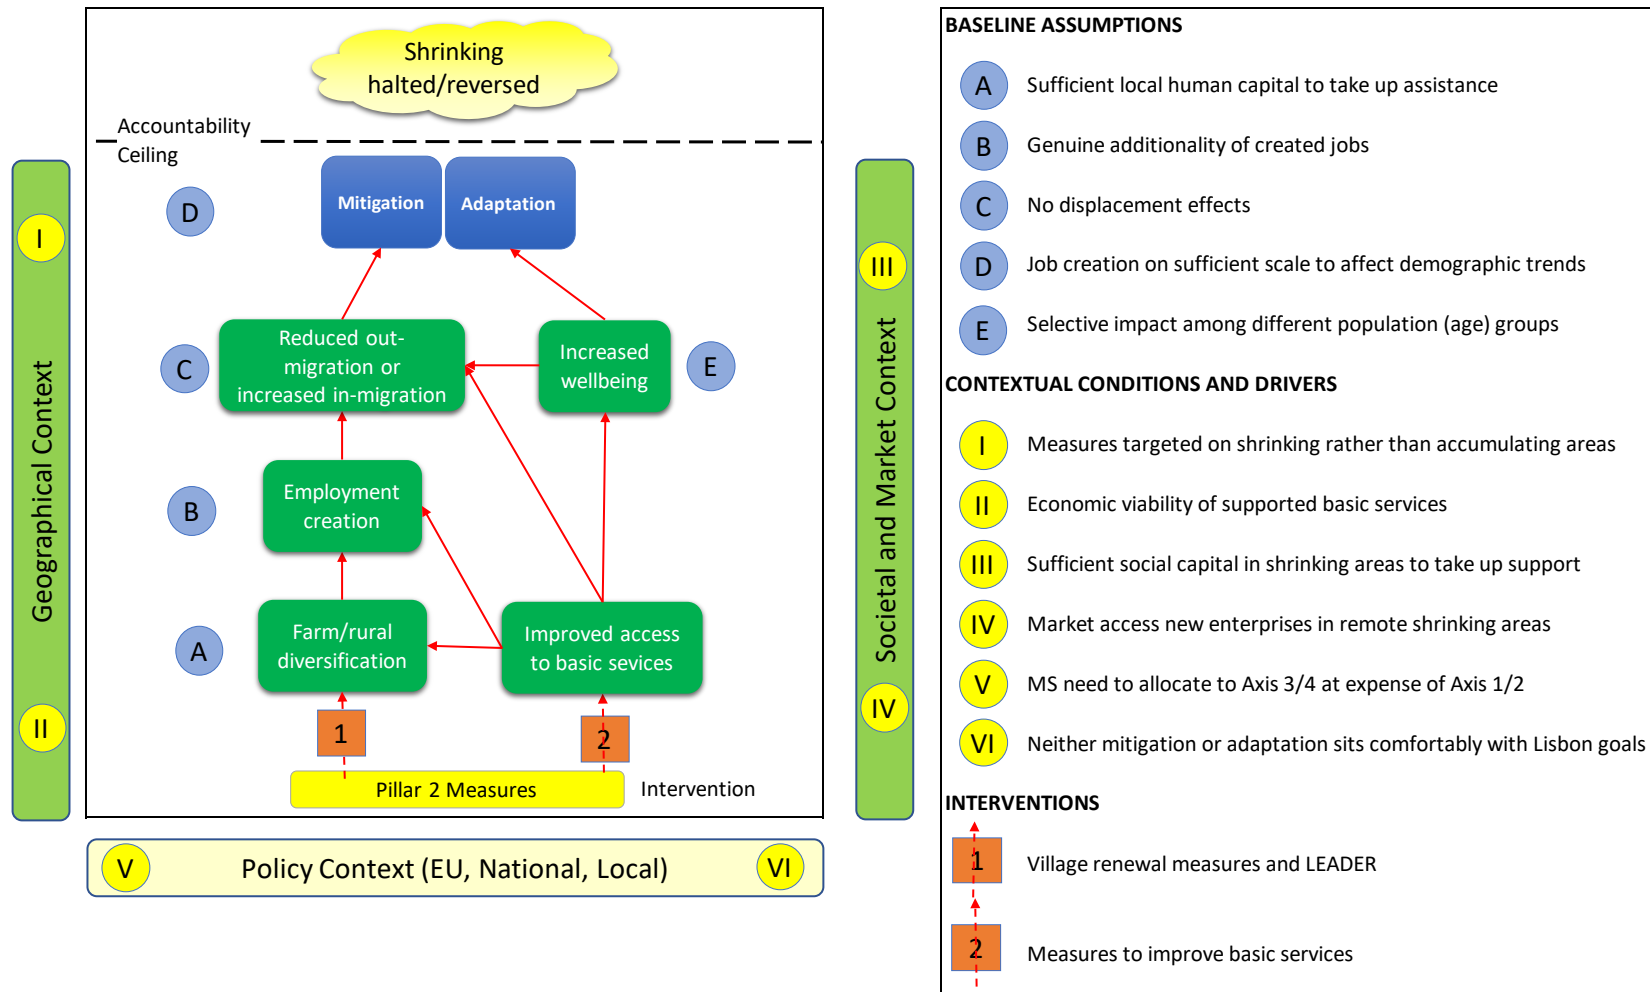 Shrinking
halted/reversed
Accountability
Ceiling
Mitigation
Adaptation
D
I
Reduced out-
migration or
increased in-migration
Increased
wellbeing
C
E
Geographical Context
Employment
creation
B
Farm/rural
diversification
Improved access
to basic sevices
A
II
1
2
Pillar 2 Measures
Intervention
III
Societal and Market Context
IV
V
Policy Context (EU, National, Local)
VI
BASELINE ASSUMPTIONS
A Sufficient local human capital to take up assistance
B Genuine additionality of created jobs
C No displacement effects
D Job creation on sufficient scale to affect demographic trends
E Selective impact among different population (age) groups
CONTEXTUAL CONDITIONS AND DRIVERS
I Measures targeted on shrinking rather than accumulating areas
II Economic viability of supported basic services
III Sufficient social capital in shrinking areas to take up support
IV Market access new enterprises in remote shrinking areas
V MS need to allocate to Axis 3/4 at expense of Axis 1/2
VI Neither mitigation or adaptation sits comfortably with Lisbon goals
INTERVENTIONS
1 Village renewal measures and LEADER
2 Measures to improve basic services